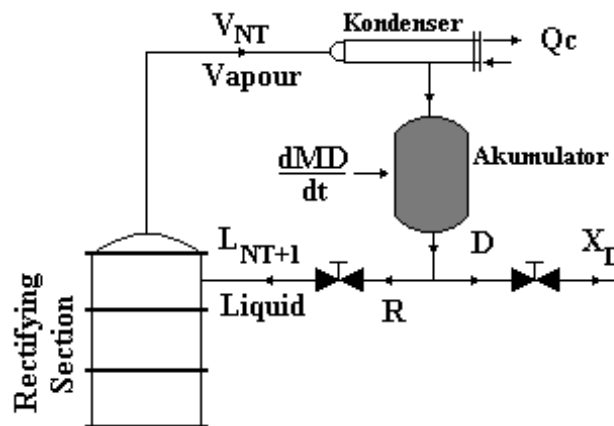 V_NT
Kondenser
Qc
Vapour
dMD
dt
Akumulator
L_NT+1
D
X_D
Liquid
R
Rectifying
Section